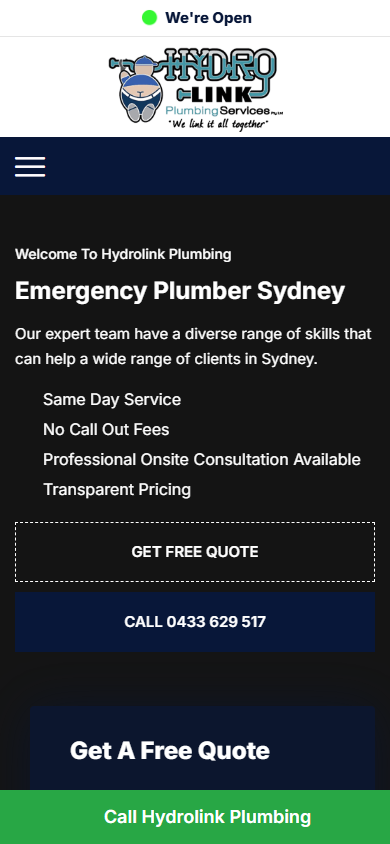 We're Open
HYDRO
LINK
Plumbing Services Pty Ltd
"We link it all together"
Welcome To Hydrolink Plumbing
Emergency Plumber Sydney
Our expert team have a diverse range of skills that
can help a wide range of clients in Sydney.
Same Day Service
No Call Out Fees
Professional Onsite Consultation Available
Transparent Pricing
GET FREE QUOTE
CALL 0433 629 517
Get A Free Quote
Call Hydrolink Plumbing